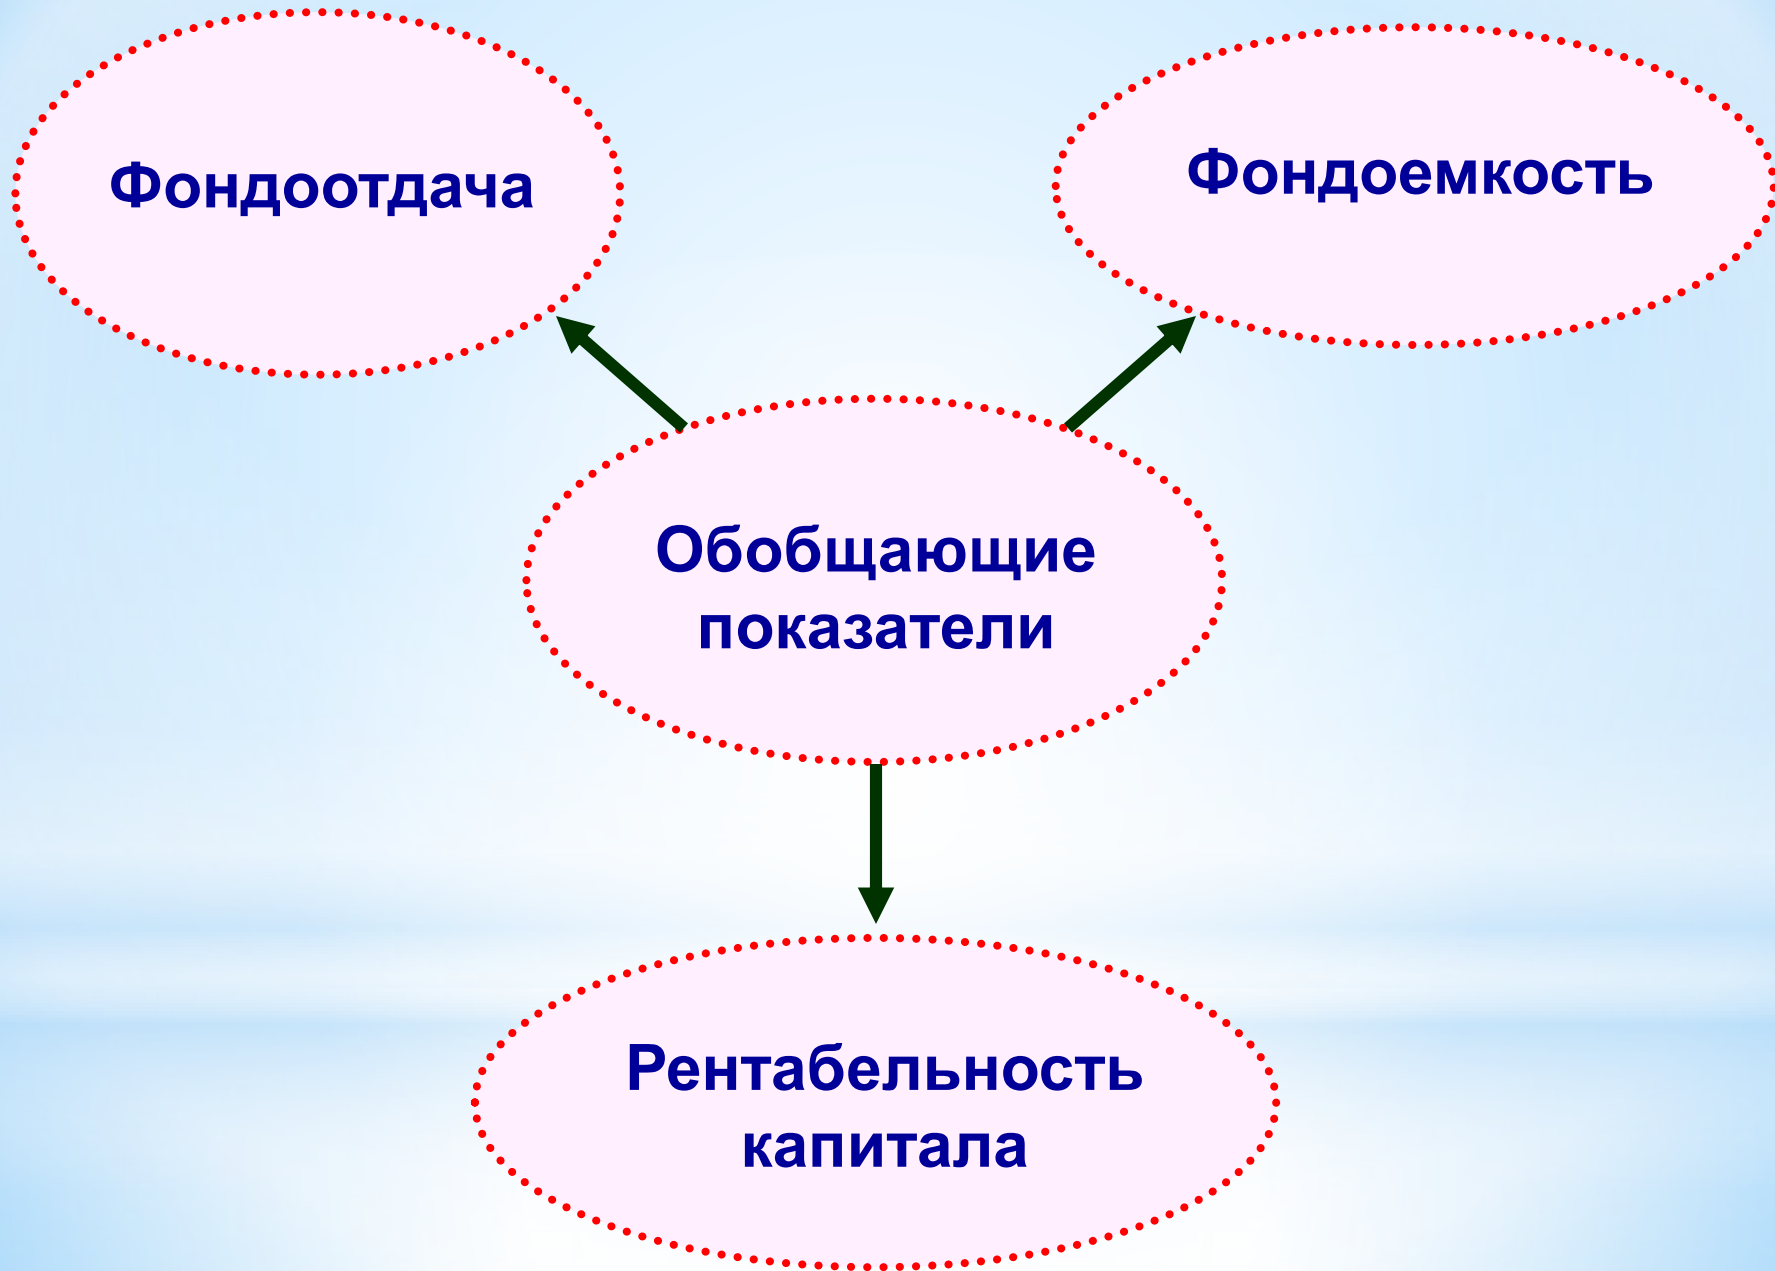 Фондоотдача
Фондоемкость
Обобщающие
показатели
Рентабельность
капитала